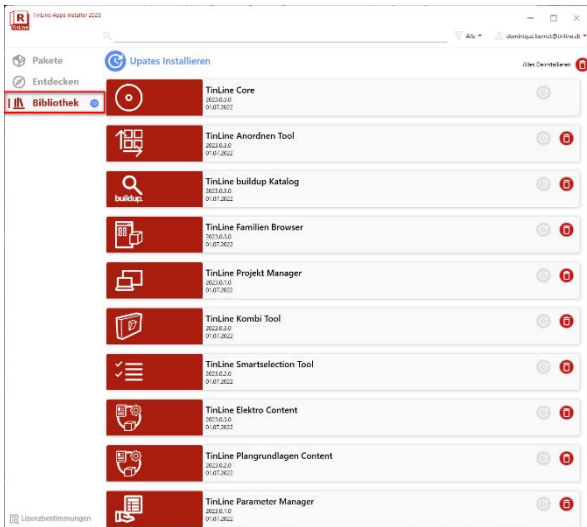 R
TinLine
TinLine Apps Installer 2023
Alle
dominique.bernet@tinline.ch
Pakete
Entdecken
Bibliothek
Upates Installieren
Alles Deinstallieren
TinLine Core
2023.0.3.0
01.07.2022
TinLine Anordnen Tool
2023.0.3.0
01.07.2022
buildup.
TinLine buildup Katalog
2023.0.3.0
01.07.2022
TinLine Familien Browser
2023.0.3.0
01.07.2022
TinLine Projekt Manager
2023.0.1.0
01.07.2022
TinLine Kombi Tool
2023.0.3.0
01.07.2022
TinLine Smartselection Tool
2023.0.2.0
01.07.2022
TinLine Elektro Content
2023.0.3.0
01.07.2022
TinLine Plangrundlagen Content
2023.0.2.0
01.07.2022
TinLine Parameter Manager
2023.0.1.0
01.07.2022
Lizenzbestimmungen